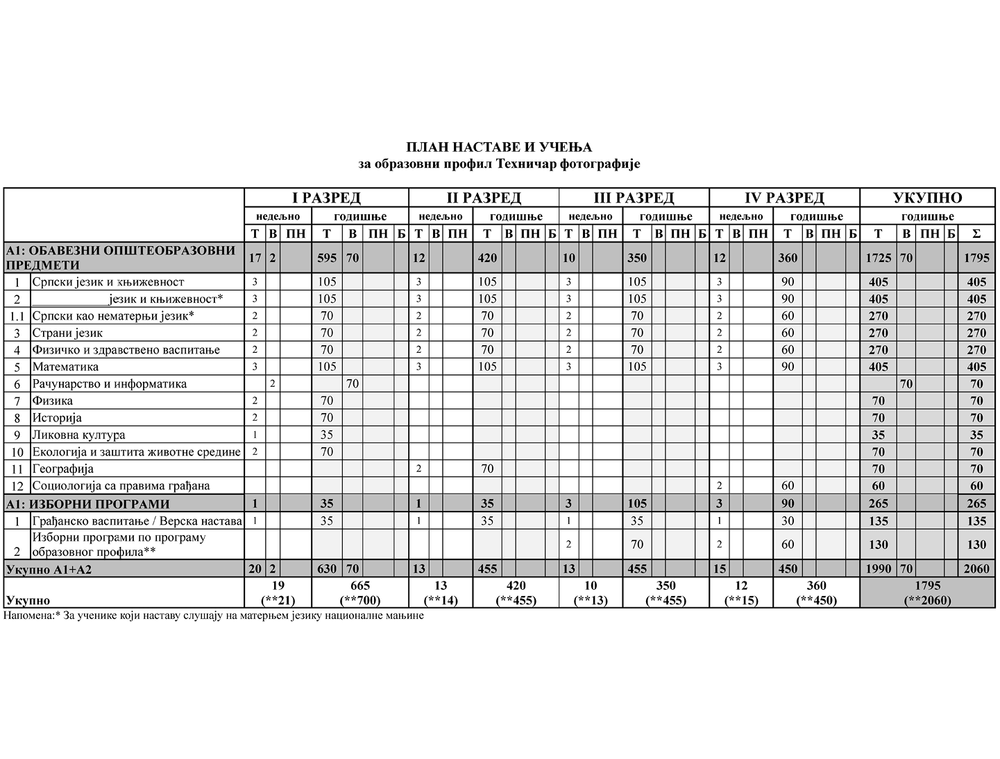 ПЛАН НАСТАВЕ И УЧЕЊА
за образовни профил Техничар фотографије
I РАЗРЕД II РАЗРЕД III РАЗРЕД IV РАЗРЕД УКУПНО
недељно годишње недељно годишње недељно годишње недељно годишње годишње
Т В ПН Т В ПН Б Т В ПН Т В ПН Б Т В ПН Т В ПН Б Т В ПН Т В ПН Б Т В ПН Б Σ
А1: ОБАВЕЗНИ ОПШТЕОБРАЗОВНИ
ПРЕДМЕТИ 17 2 595 70 12 420 10 350 12 360 1725 70 1795
1 Српски језик и књижевност 3 105 3 105 3 105 3 90 405 405
2 ____________језик и књижевност* 3 105 3 105 3 105 3 90 405 405
1.1 Српски као нематерњи језик* 2 70 2 70 2 70 2 60 270 270
3 Страни језик 2 70 2 70 2 70 2 60 270 270
4 Физичко и здравствено васпитање 2 70 2 70 2 70 2 60 270 270
5 Математика 3 105 3 105 3 105 3 90 405 405
6 Рачунарство и информатика 2 70 70 70
7 Физика 2 70 70 70
8 Историја 2 70 70 70
9 Ликовна култура 1 35 35 35
10 Екологија и заштита животне средине 2 70 70 70
11 Географија 2 70 70 70
12 Социологија са правима грађана 2 60 60 60
А1: ИЗБОРНИ ПРОГРАМИ 1 35 1 35 3 105 3 90 265 265
1 Грађанско васпитање / Верска настава 1 35 1 35 1 35 1 30 135 135
Изборни програми по програму
2 образовног профила** 2 70 2 60 130 130
Укупно А1+А2 20 2 630 70 13 455 13 455 15 450 1990 70 2060
19 665 13 420 10 350 12 360 1795
Укупно (**21) (**700) (**14) (**455) (**13) (**455) (**15) (**450) (**2060)
Напомена:* За ученике који наставу слушају на матерњем језику националне мањине